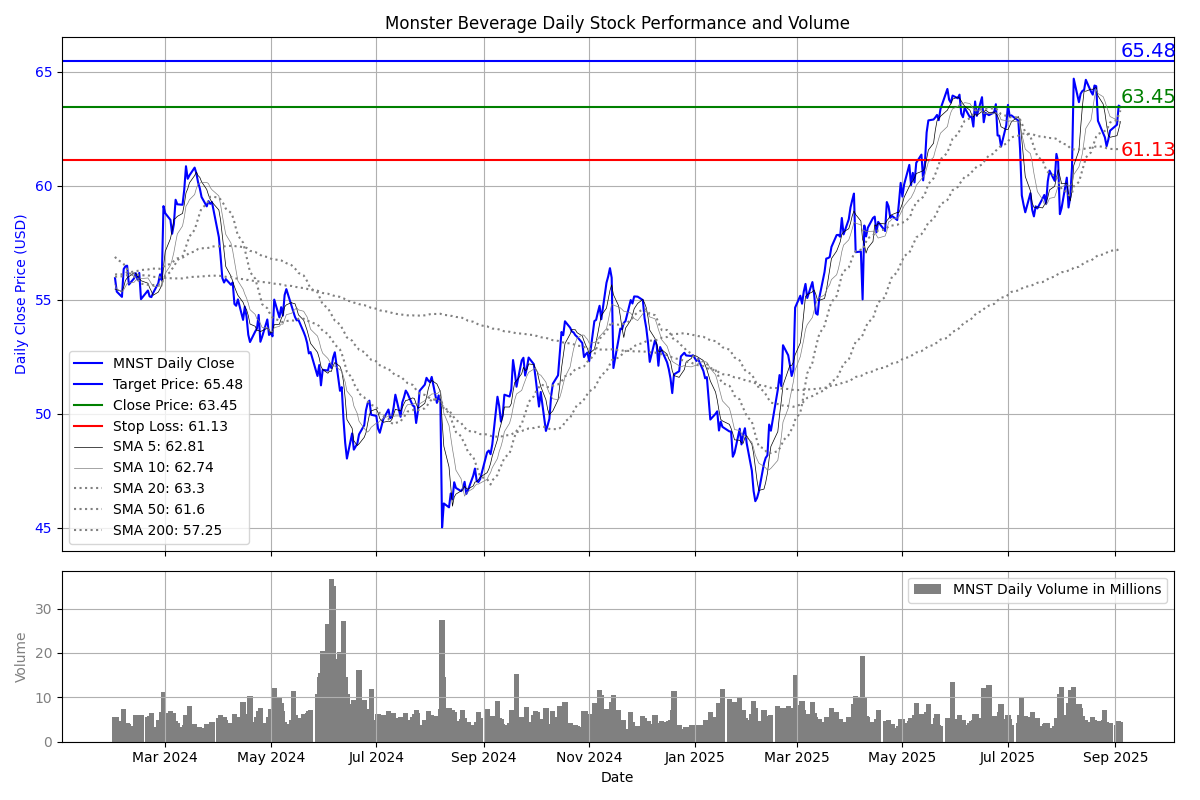 Monster Beverage Daily Stock Performance and Volume
65.48
63.45
61.13
65
60
55
50
45
Daily Close Price (USD)
MNST Daily Close
Target Price: 65.48
Close Price: 63.45
Stop Loss: 61.13
SMA 5: 62.81
SMA 10: 62.74
SMA 20: 63.3
SMA 50: 61.6
SMA 200: 57.25
MNST Daily Volume in Millions
30
20
10
0
Volume
Mar 2024 May 2024 Jul 2024 Sep 2024 Nov 2024 Jan 2025 Mar 2025 May 2025 Jul 2025 Sep 2025
Date